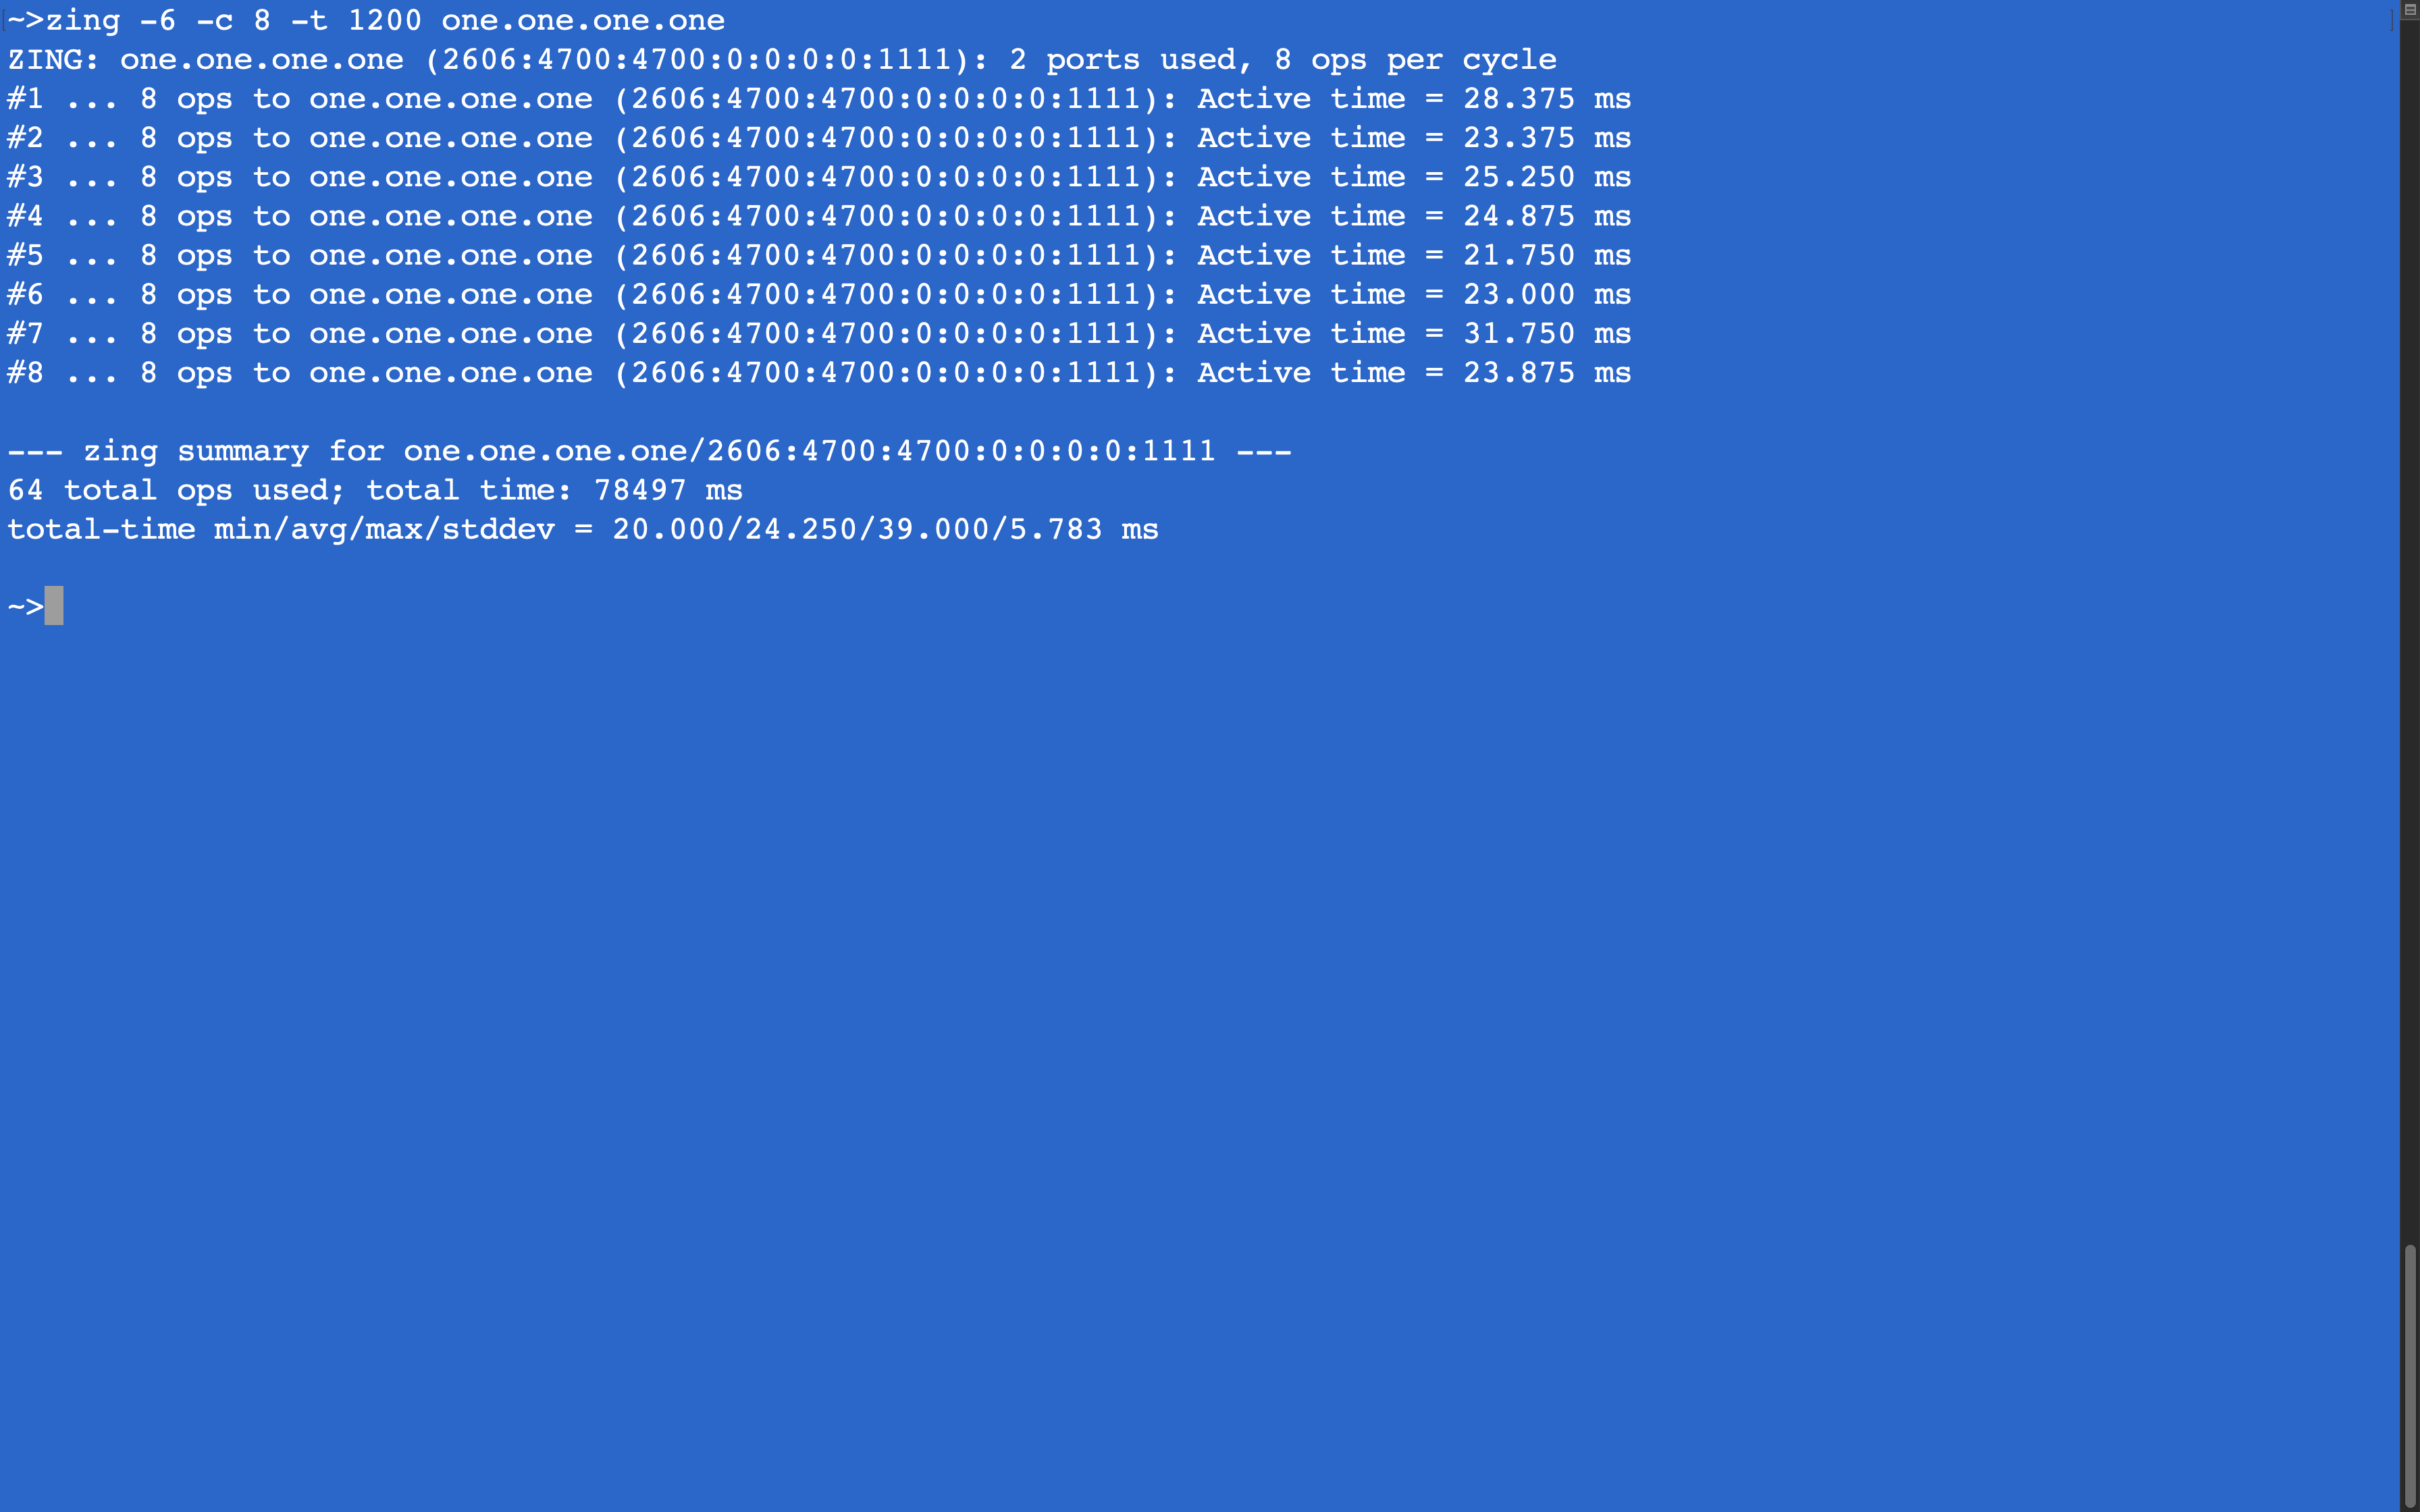 ~>zing -6 -c 8 -t 1200 one.one.one.one
ZING: one.one.one.one (2606:4700:4700:0:0:0:0:1111): 2 ports used, 8 ops per cycle
#1 ... 8 ops to one.one.one.one (2606:4700:4700:0:0:0:0:1111): Active time = 28.375 ms
#2 ... 8 ops to one.one.one.one (2606:4700:4700:0:0:0:0:1111): Active time = 23.375 ms
#3 ... 8 ops to one.one.one.one (2606:4700:4700:0:0:0:0:1111): Active time = 25.250 ms
#4 ... 8 ops to one.one.one.one (2606:4700:4700:0:0:0:0:1111): Active time = 24.875 ms
#5 ... 8 ops to one.one.one.one (2606:4700:4700:0:0:0:0:1111): Active time = 21.750 ms
#6 ... 8 ops to one.one.one.one (2606:4700:4700:0:0:0:0:1111): Active time = 23.000 ms
#7 ... 8 ops to one.one.one.one (2606:4700:4700:0:0:0:0:1111): Active time = 31.750 ms
#8 ... 8 ops to one.one.one.one (2606:4700:4700:0:0:0:0:1111): Active time = 23.875 ms
--- zing summary for one.one.one.one/2606:4700:4700:0:0:0:0:1111 ---
64 total ops used; total time: 78497 ms
total-time min/avg/max/stddev = 20.000/24.250/39.000/5.783 ms
~>